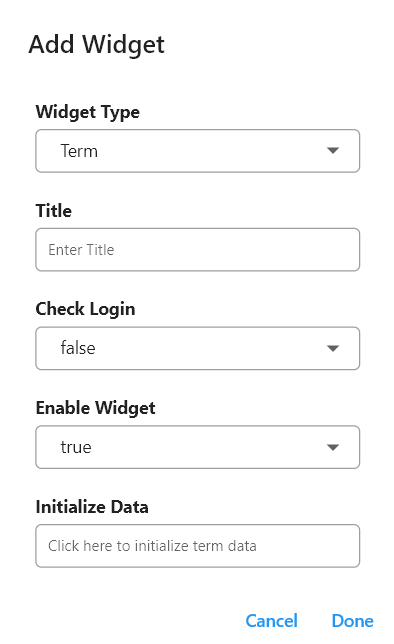 Add Widget
Widget Type
Term
Title
Enter Title
Check Login
false
Enable Widget
true
Initialize Data
Click here to initialize term data
Cancel Done